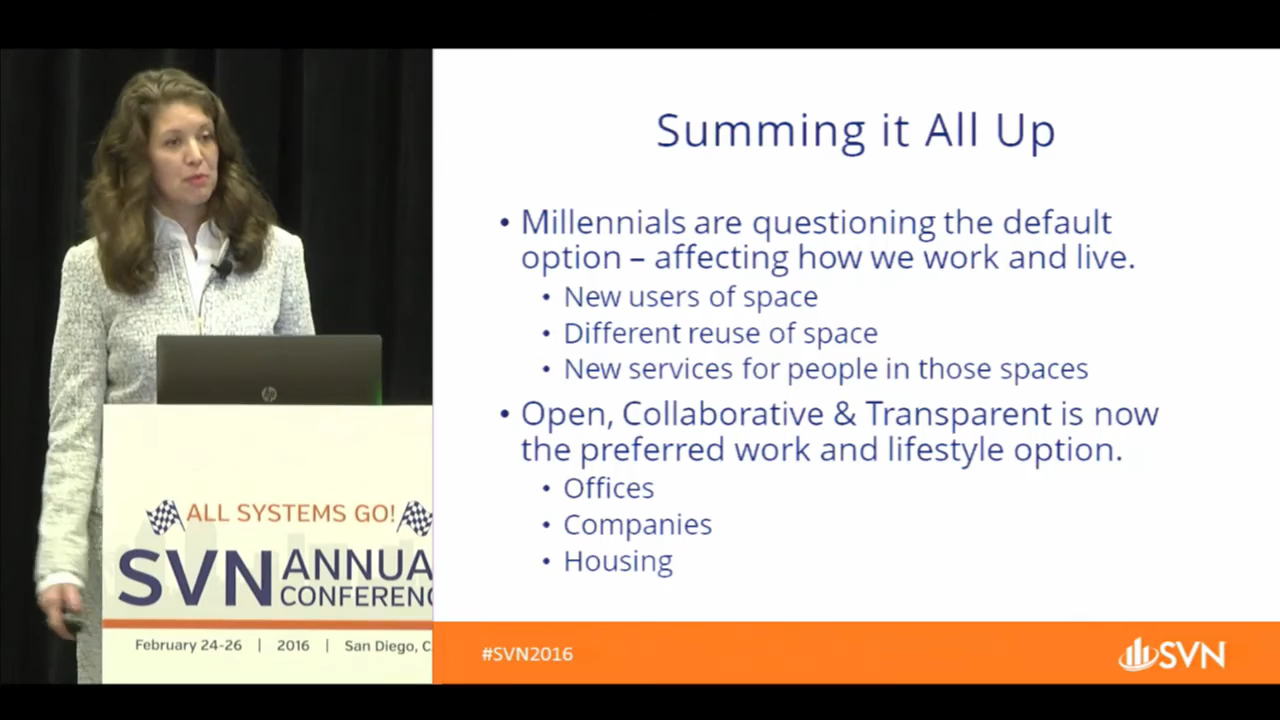 Summing it All Up
• Millennials are questioning the default
option – affecting how we work and live.
• New users of space
• Different reuse of space
• New services for people in those spaces
• Open, Collaborative & Transparent is now
the preferred work and lifestyle option.
• Offices
• Companies
• Housing
#SVN2016
SVN
hp
ALL SYSTEMS GO!
SVN ANNUA
CONFERENC
February 24-26 | 2016 | San Diego, C